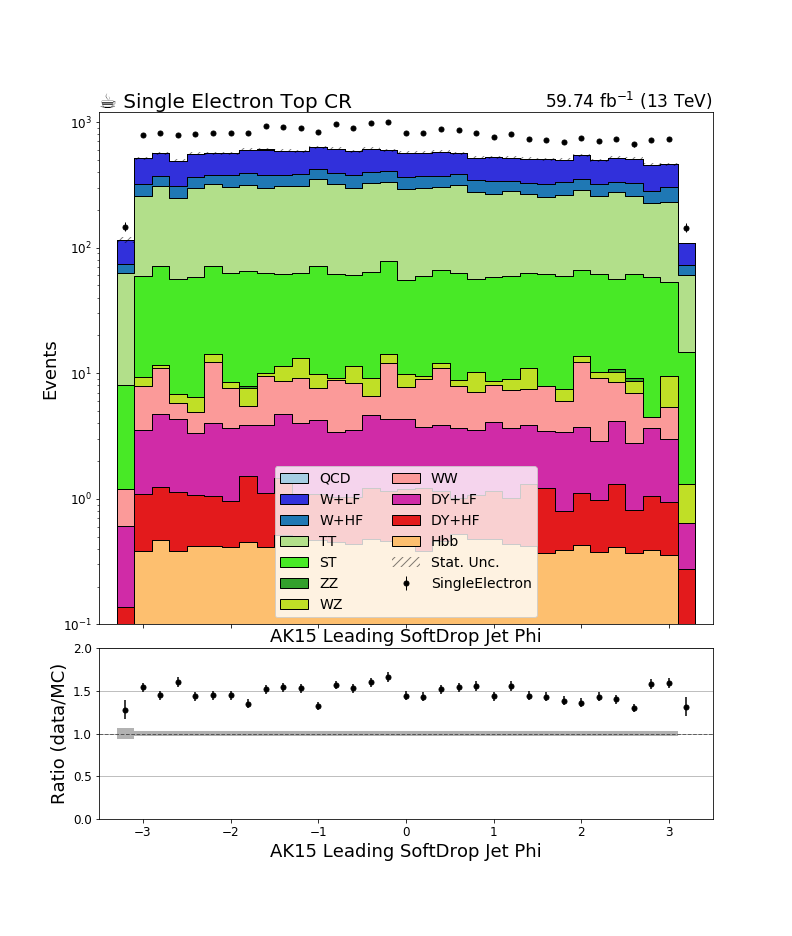 ☕ Single Electron Top CR
59.74 fb⁻¹ (13 TeV)
Events
10³
10²
10¹
10⁰
10⁻¹
QCD
W+LF
W+HF
TT
ST
ZZ
WZ
WW
DY+LF
DY+HF
Hbb
Stat. Unc.
SingleElectron
AK15 Leading SoftDrop Jet Phi
Ratio (data/MC)
2.0
1.5
1.0
0.5
0.0
−3 −2 −1 0 1 2 3
AK15 Leading SoftDrop Jet Phi